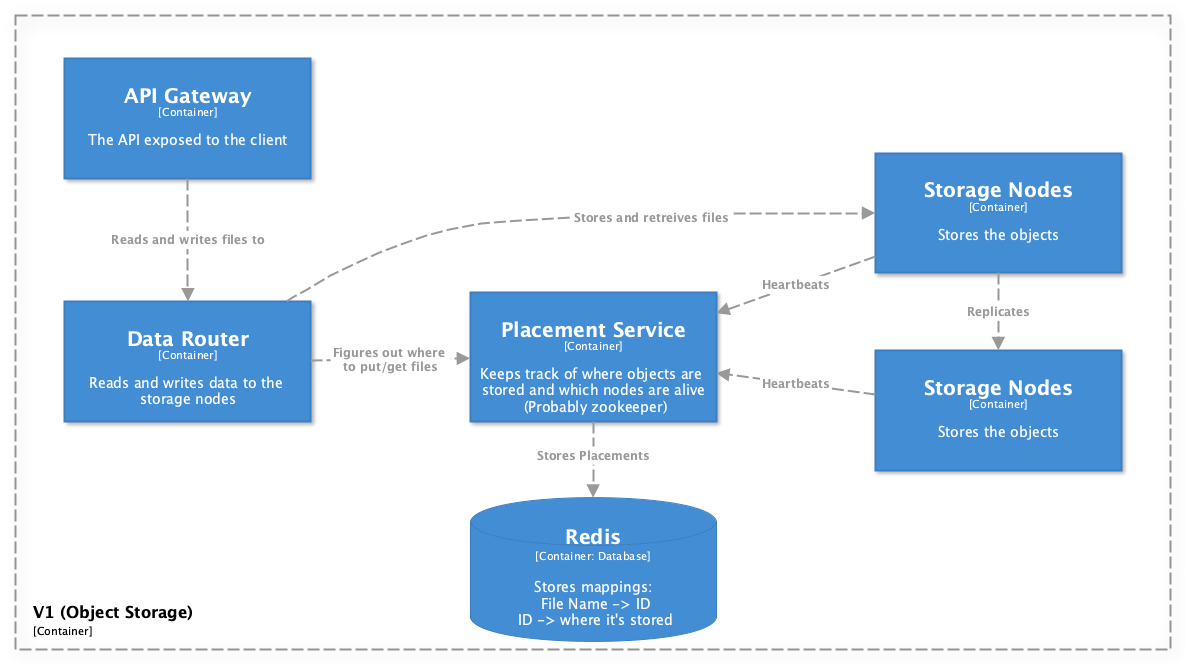 API Gateway
[Container]
The API exposed to the client
Reads and writes files to
Data Router
[Container]
Reads and writes data to the
storage nodes
Stores and retreives files
Figures out where
to put/get files
Placement Service
[Container]
Keeps track of where objects are
stored and which nodes are alive
(Probably zookeeper)
Heartbeats
Heartbeats
Storage Nodes
[Container]
Stores the objects
Replicates
Storage Nodes
[Container]
Stores the objects
Stores Placements
Redis
[Container: Database]
Stores mappings:
File Name -> ID
ID -> where it's stored
V1 (Object Storage)
[Container]